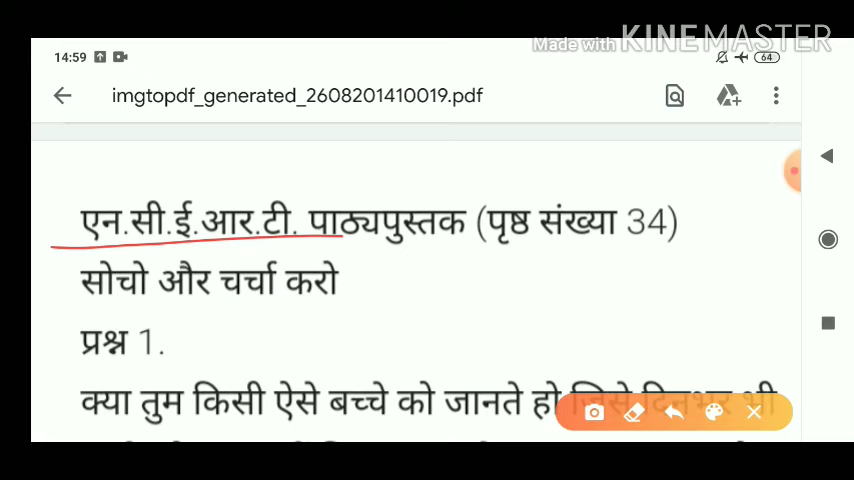 Made with KINEMASTER
14:59 64
imgtopdf_generated_2608201410019.pdf
एन.सी.ई.आर.टी. पाठ्यपुस्तक (पृष्ठ संख्या 34)
सोचो और चर्चा करो
प्रश्न 1.
क्या तुम किसी ऐसे बच्चे को जानते हो जिसे दिनभर भी